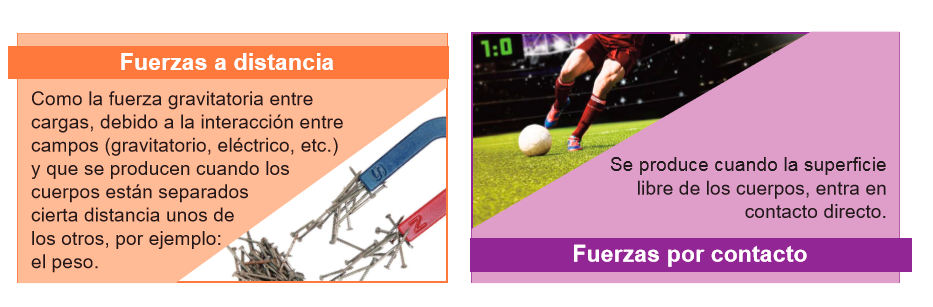 Fuerzas a distancia
Como la fuerza gravitatoria entre
cargas, debido a la interacción entre
campos (gravitatorio, eléctrico, etc.)
y que se producen cuando los
cuerpos están separados
cierta distancia unos de
los otros, por ejemplo:
el peso.
S
N
1:0
Se produce cuando la superficie
libre de los cuerpos, entra en
contacto directo.
Fuerzas por contacto